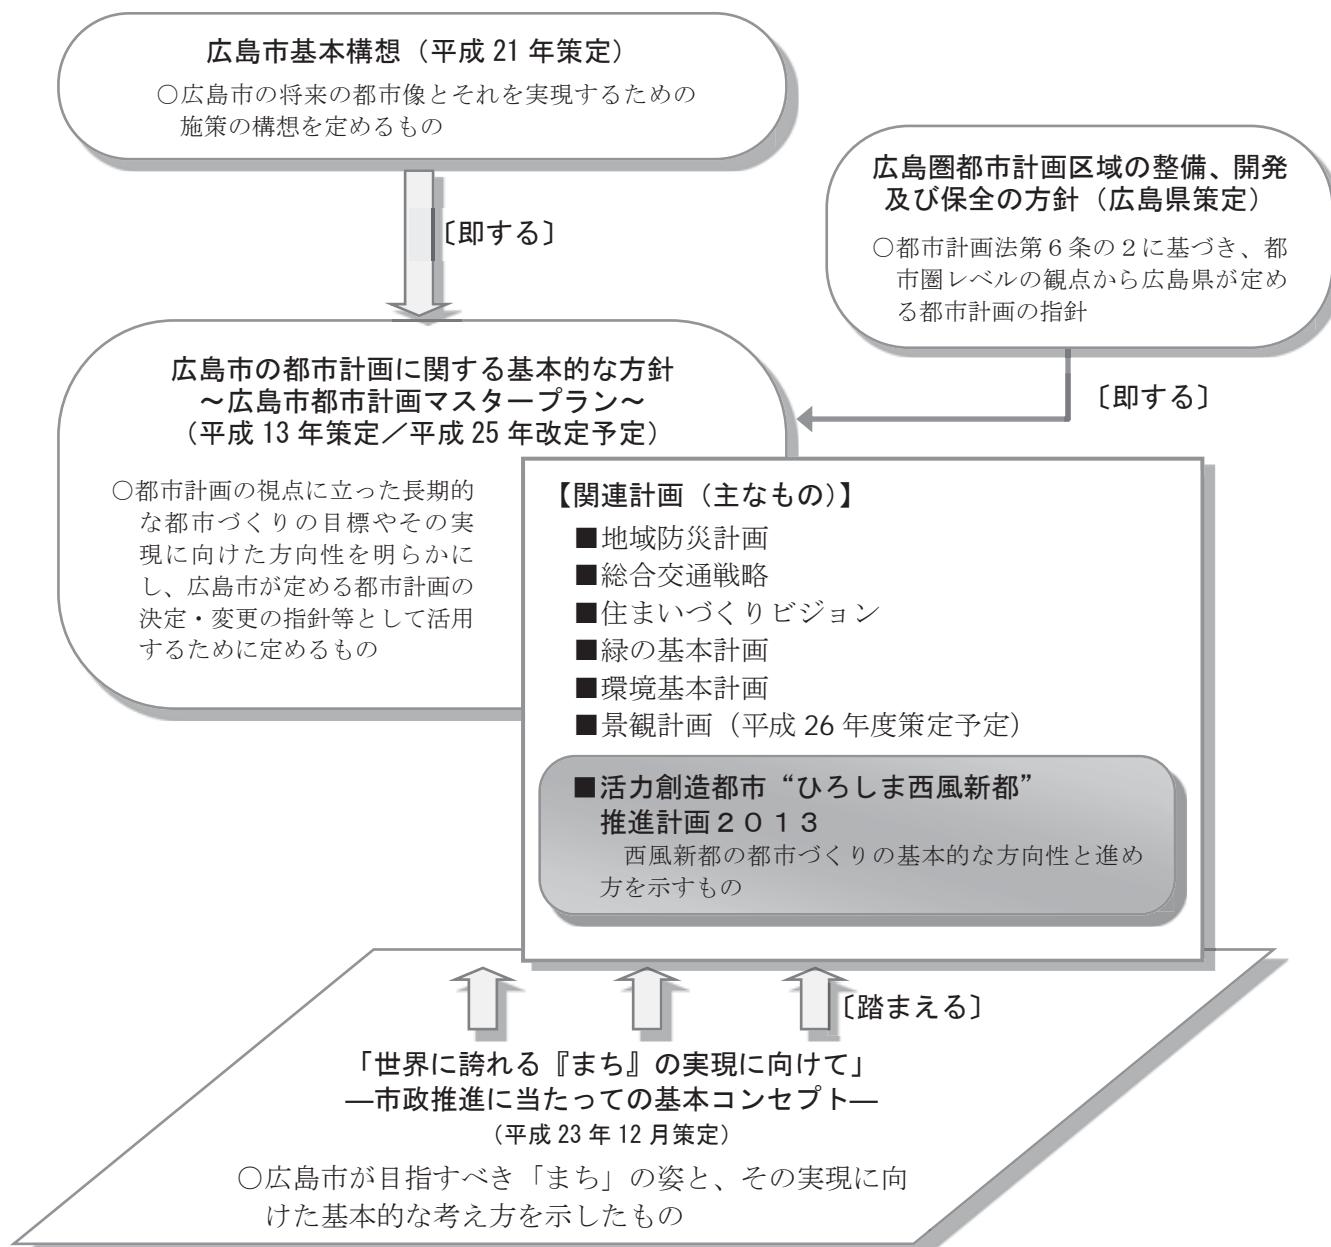 広島市基本構想（平成 21 年策定）
○広島市の将来の都市像とそれを実現するための
施策の構想を定めるもの
〔即する〕
広島圏都市計画区域の整備、開発
及び保全の方針（広島県策定）
○都市計画法第６条の２に基づき、都
市圏レベルの観点から広島県が定め
る都市計画の指針
〔即する〕
広島市の都市計画に関する基本的な方針
～広島市都市計画マスタープラン～
（平成 13 年策定／平成 25 年改定予定）
○都市計画の視点に立った長期的
な都市づくりの目標やその実
現に向けた方向性を明らかに
し、広島市が定める都市計画の
決定・変更の指針等として活用
するために定めるもの
【関連計画（主なもの）】
■地域防災計画
■総合交通戦略
■住まいづくりビジョン
■緑の基本計画
■環境基本計画
■景観計画（平成 26 年度策定予定）
■活力創造都市“ひろしま西風新都”
推進計画２０１３
西風新都の都市づくりの基本的な方向性と進め
方を示すもの
〔踏まえる〕
「世界に誇れる『まち』の実現に向けて」
―市政推進に当たっての基本コンセプト―
（平成 23 年 12 月策定）
○広島市が目指すべき「まち」の姿と、その実現に向
けた基本的な考え方を示したもの